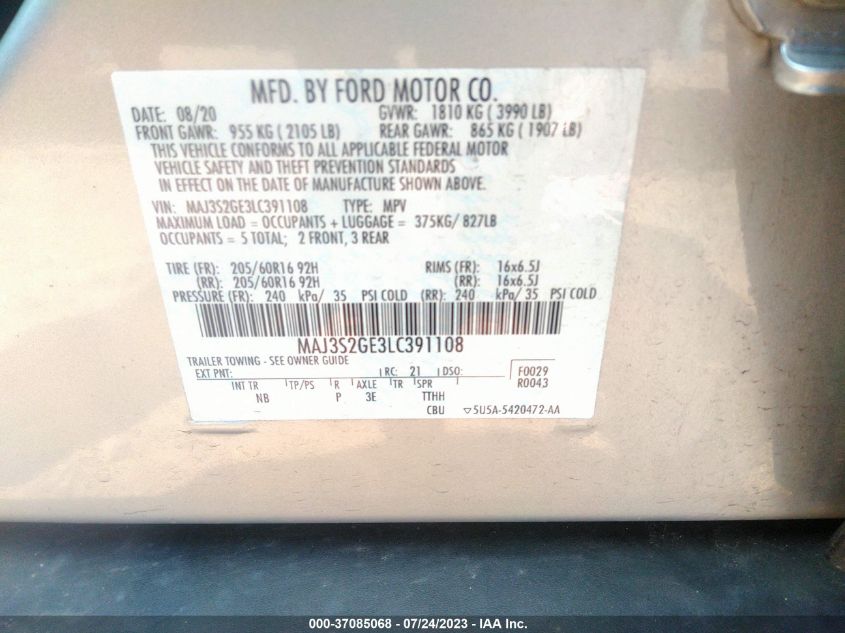 MFD. BY FORD MOTOR CO.
DATE: 08/20 GVWR: 1810 KG ( 3990 LB)
FRONT GAWR: 955 KG ( 2105 LB) REAR GAWR: 865 KG ( 1907 LB)
THIS VEHICLE CONFORMS TO ALL APPLICABLE FEDERAL MOTOR
VEHICLE SAFETY AND THEFT PREVENTION STANDARDS
IN EFFECT ON THE DATE OF MANUFACTURE SHOWN ABOVE.
VIN: MAJ3S2GE3LC391108 TYPE: MPV
MAXIMUM LOAD = OCCUPANTS + LUGGAGE = 375KG/ 827LB
OCCUPANTS = 5 TOTAL; 2 FRONT, 3 REAR
TIRE (FR): 205/60R16 92H RIMS (FR): 16x6.5J
(RR): 205/60R16 92H (RR): 16x6.5J
PRESSURE (FR): 240 kPa/ 35 PSI COLD (RR): 240 kPa/ 35 PSI COLD
MAJ3S2GE3LC391108
TRAILER TOWING - SEE OWNER GUIDE
EXT PNT: RC: 21 DSO: F0029
INT TR TP/PS R AXLE TR SPR R0043
NB P 3E TTHH
CBU ▽5U5A-5420472-AA
000-37085068 - 07/24/2023 - IAA Inc.